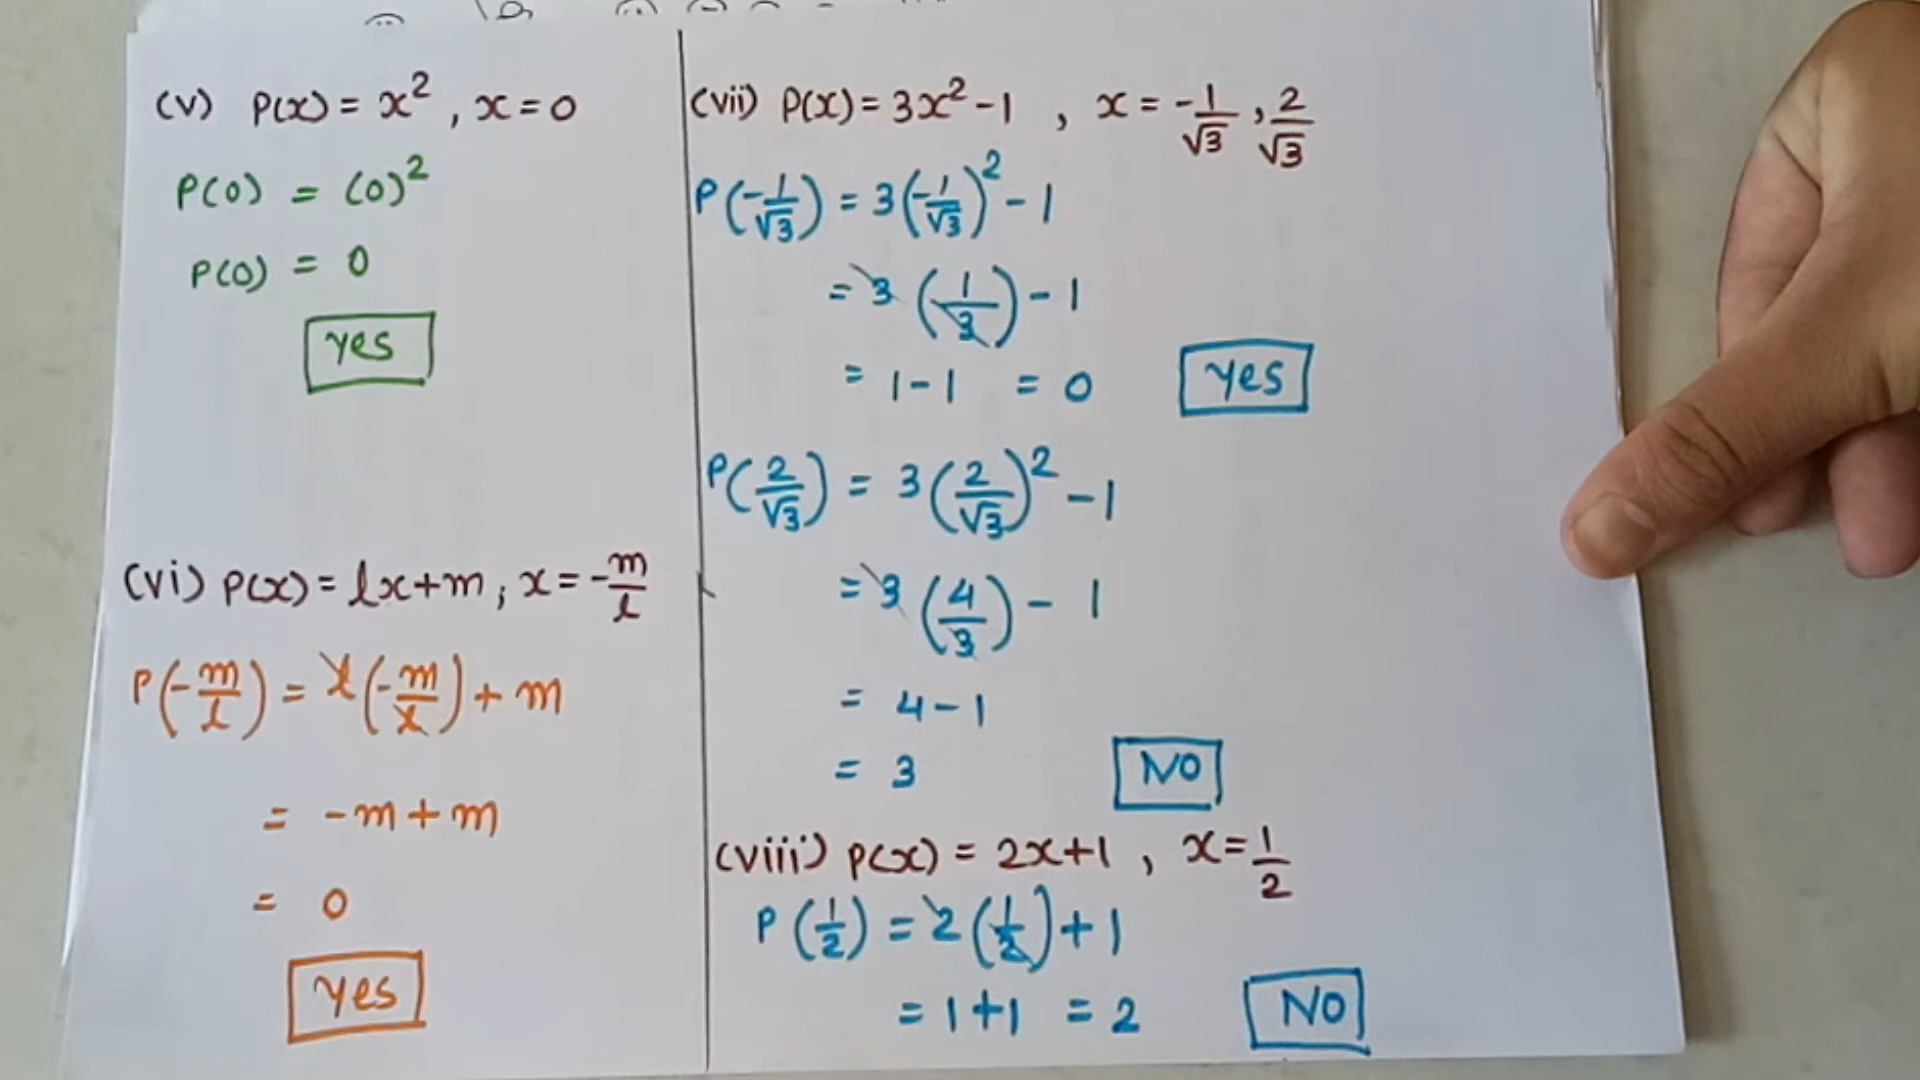 (v) P(x) = x², x = 0
P(0) = (0)²
P(0) = 0
Yes
(vi) P(x) = lx+m, x = -m/l
P(-m/l) = l(-m/l) + m
= -m+m
= 0
Yes
(vii) P(x) = 3x²-1, x = -1/√3, 2/√3
P(-1/√3) = 3(-1/√3)² - 1
= 3(1/3) - 1
= 1-1 = 0 Yes
P(2/√3) = 3(2/√3)² - 1
= 3(4/3) - 1
= 4-1
= 3 NO
(viii) P(x) = 2x+1, x = 1/2
P(1/2) = 2(1/2) + 1
= 1+1 = 2 NO